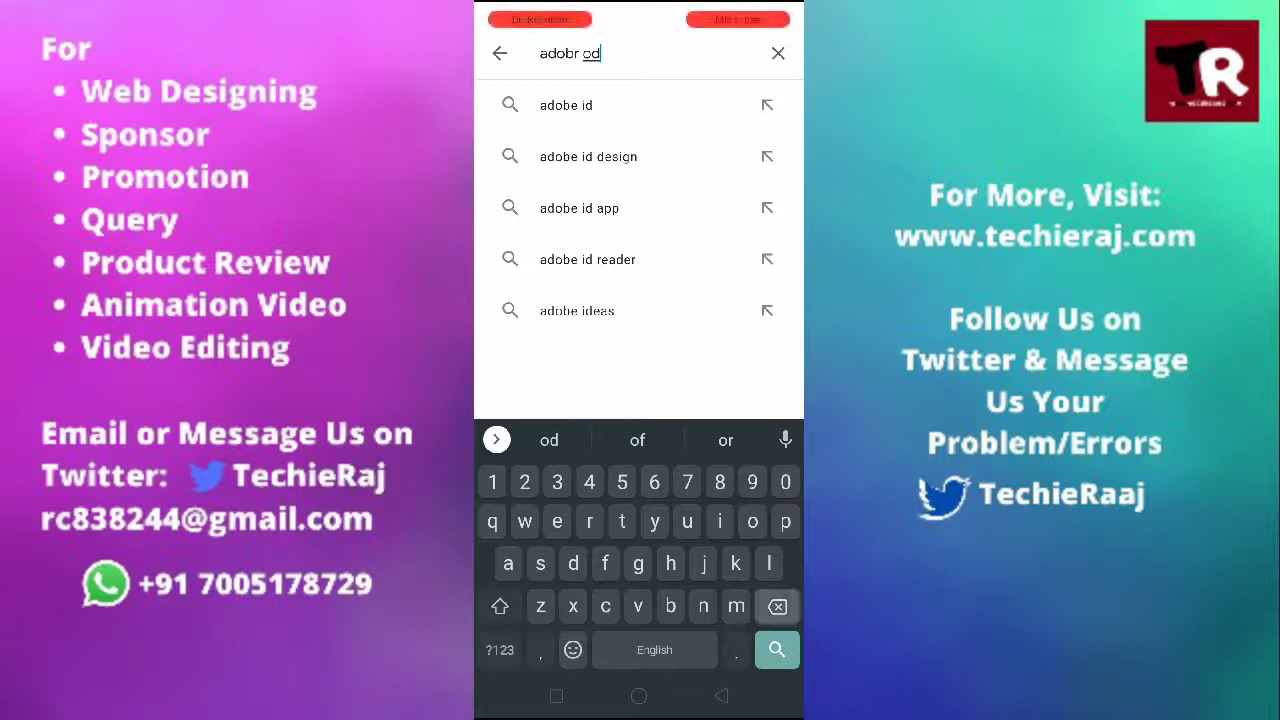 For
• Web Designing
• Sponsor
• Promotion
• Query
• Product Review
• Animation Video
• Video Editing
Email or Message Us on
Twitter: TechieRaj
rc838244@gmail.com
+91 7005178729
adobr od
adobe id
adobe id design
adobe id app
adobe id reader
adobe ideas
od of or
1 2 3 4 5 6 7 8 9 0
q w e r t y u i o p
a s d f g h j k l
z x c v b n m
?123 , English .
TR
For More, Visit:
www.techieraj.com
Follow Us on
Twitter & Message
Us Your
Problem/Errors
TechieRaaj